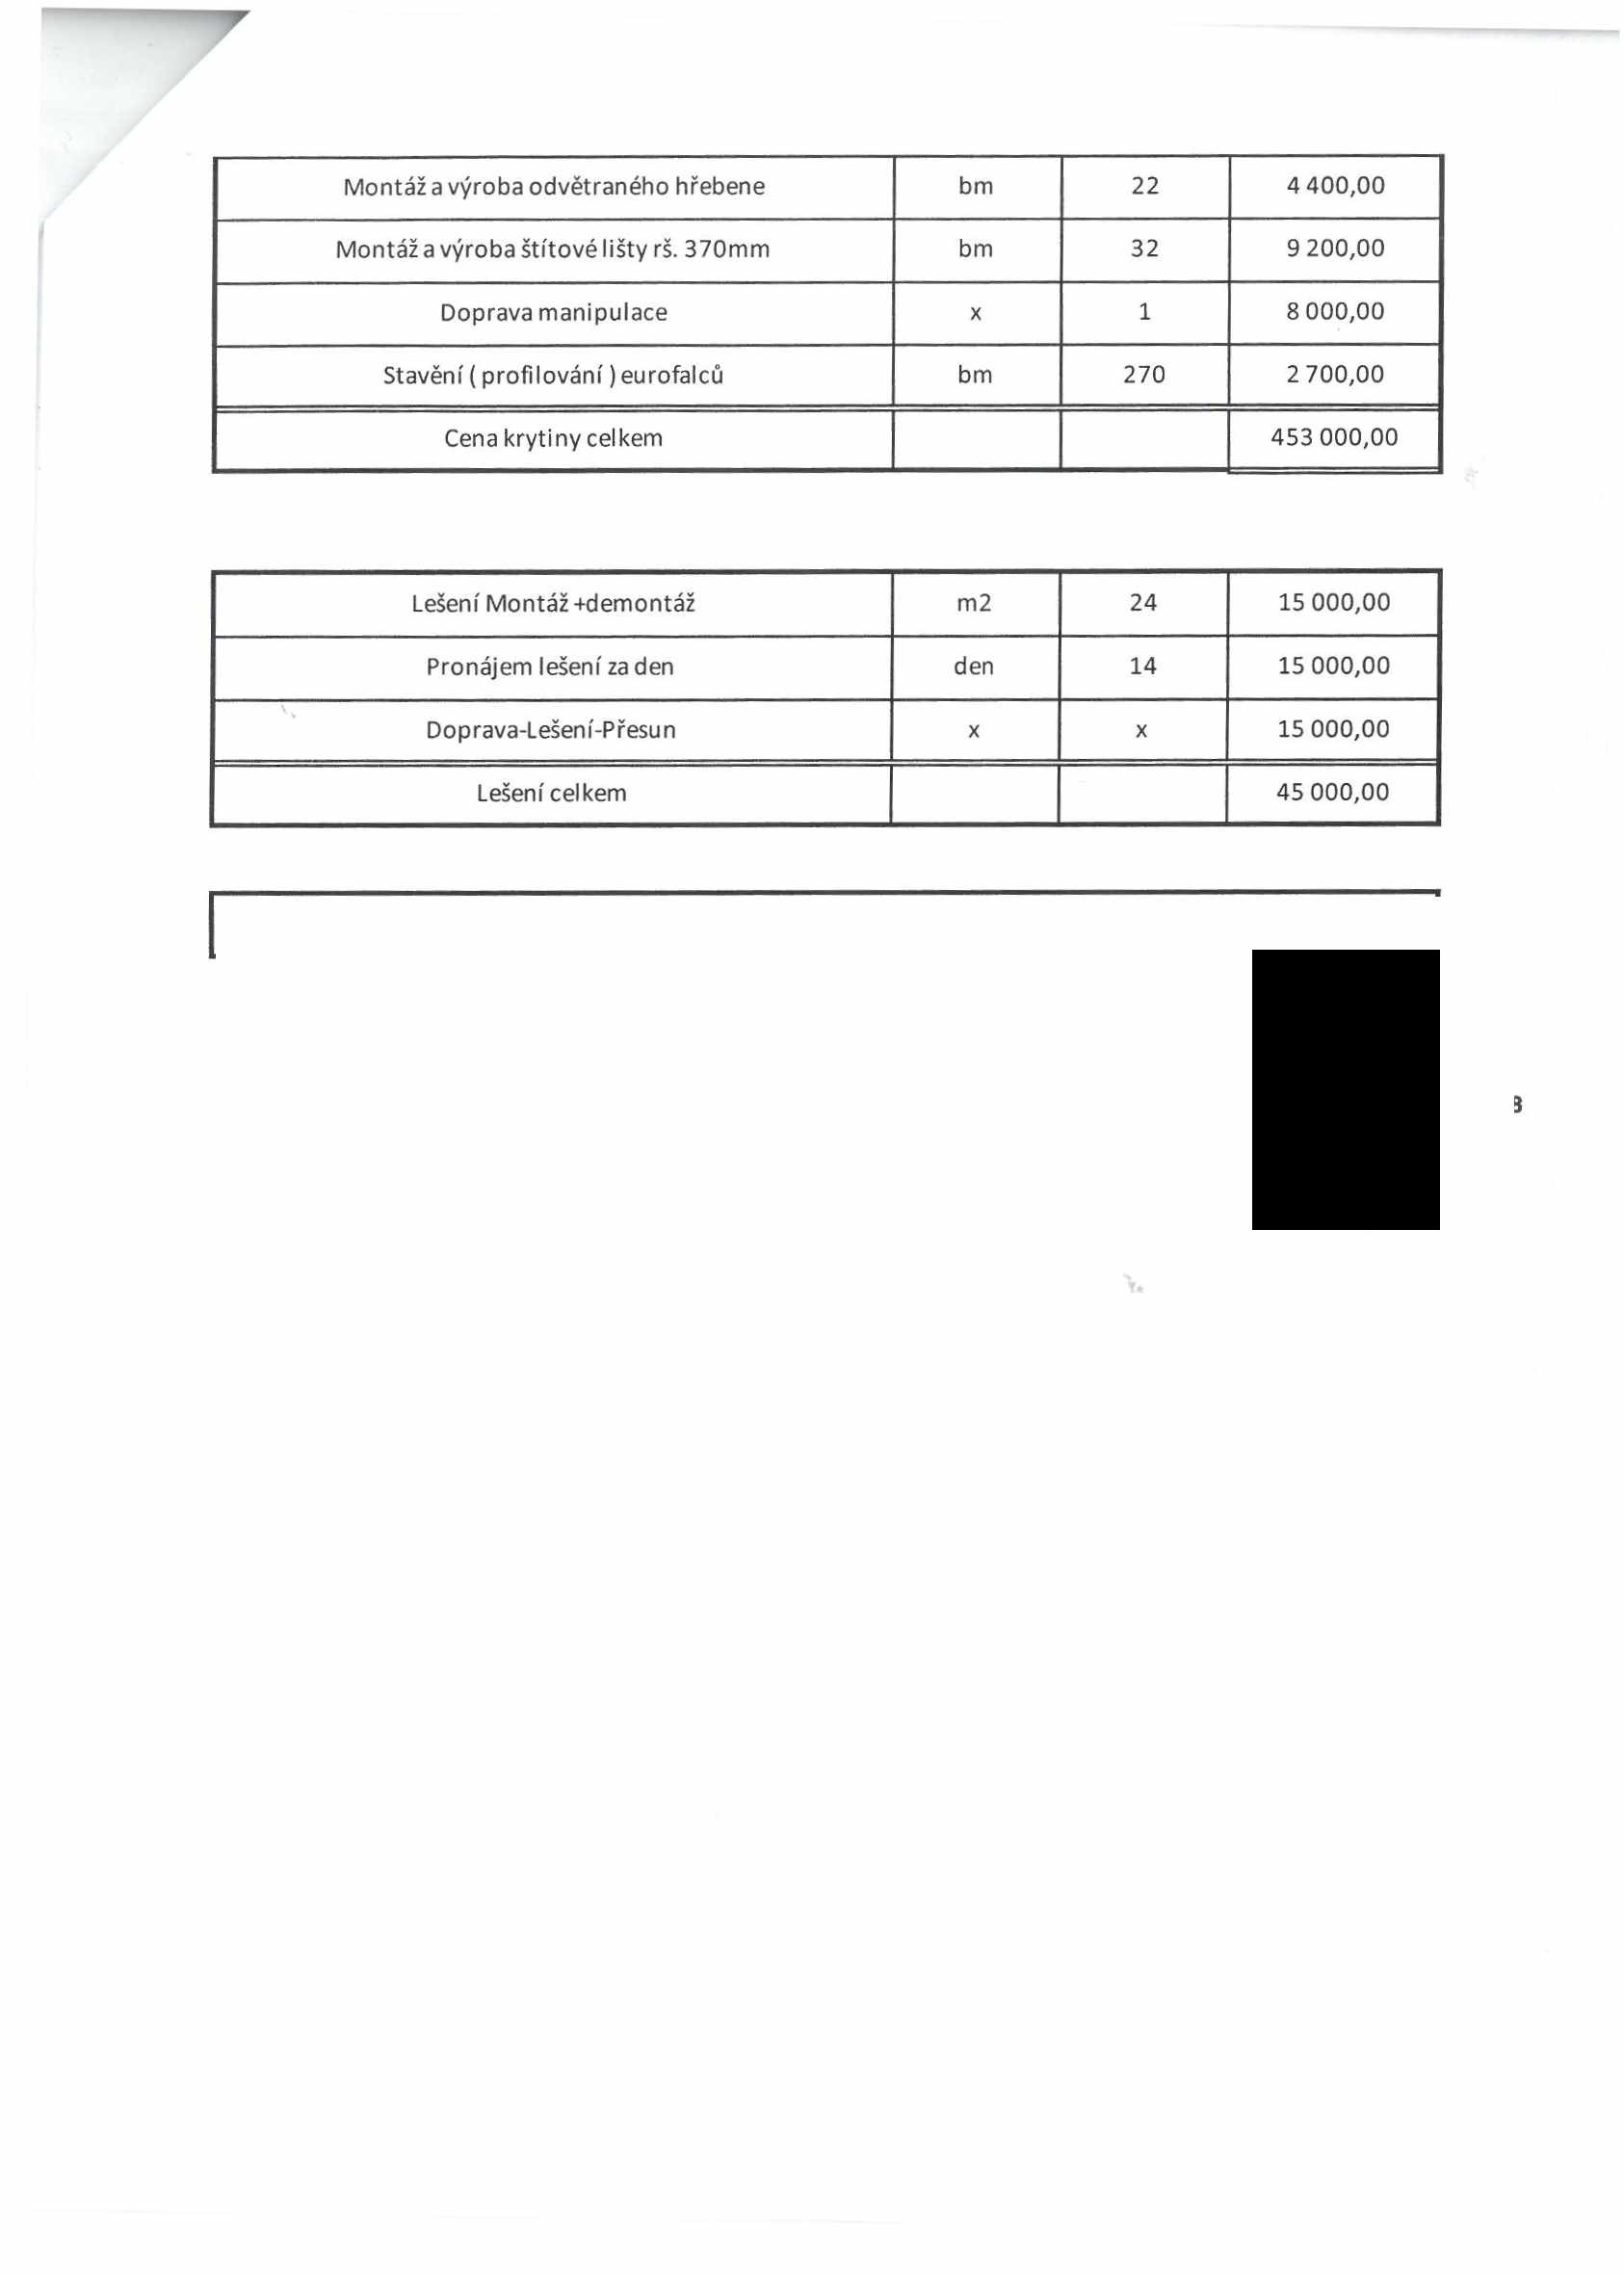 Montáž a výroba odvětraného hřebene bm 22 4 400,00
Montáž a výroba štítové lišty rš. 370mm bm 32 9 200,00
Doprava manipulace x 1 8 000,00
Stavění ( profilování ) eurofalců bm 270 2 700,00
Cena krytiny celkem 453 000,00
Lešení Montáž +demontáž m2 24 15 000,00
Pronájem lešení za den den 14 15 000,00
Doprava-Lešení-Přesun x x 15 000,00
Lešení celkem 45 000,00